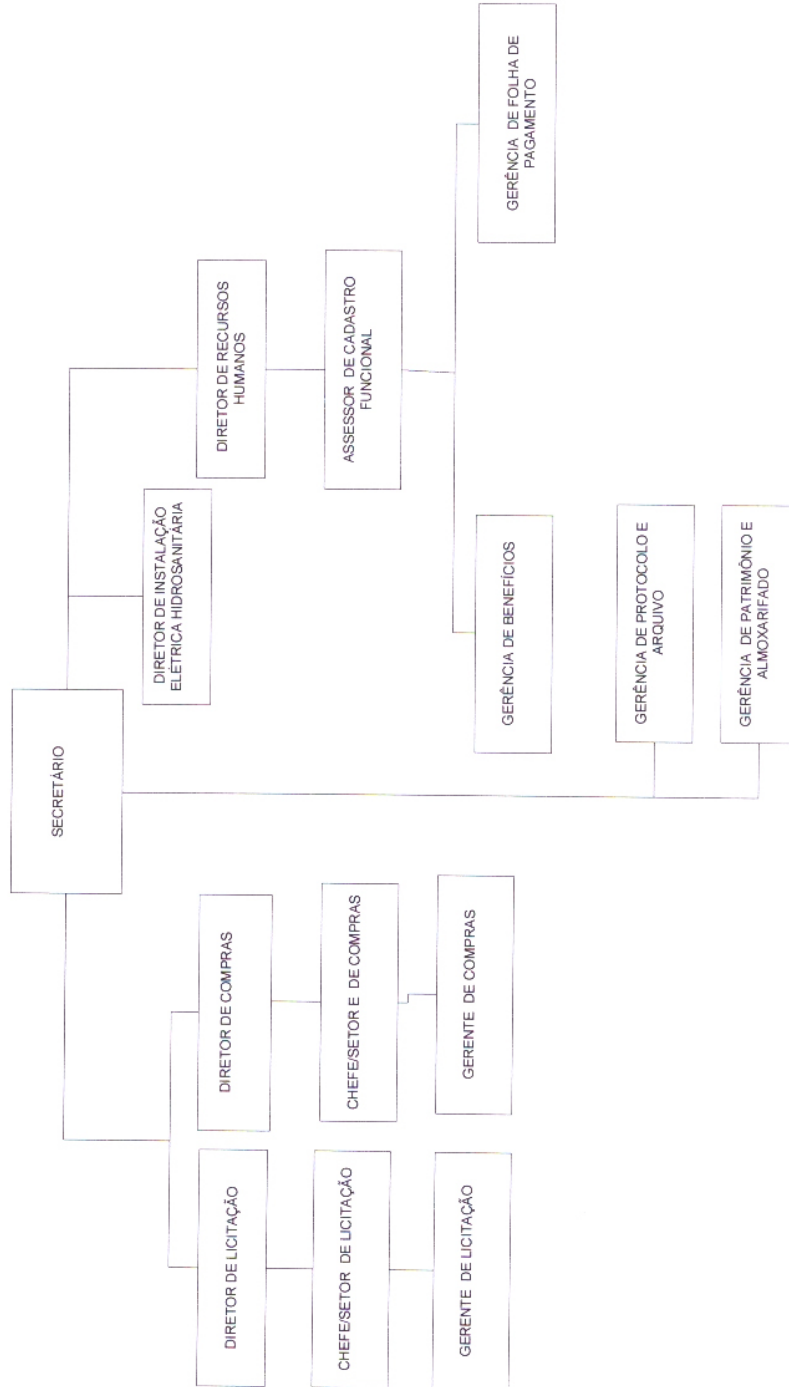 SECRETÁRIO
DIRETOR DE INSTALAÇÃO
ELÉTRICA HIDROSANITÁRIA
DIRETOR DE LICITAÇÃO
DIRETOR DE COMPRAS
DIRETOR DE RECURSOS
HUMANOS
CHEFE/SETOR DE LICITAÇÃO
CHEFE/SETOR E DE COMPRAS
ASSESSOR DE CADASTRO
FUNCIONAL
GERENTE DE LICITAÇÃO
GERENTE DE COMPRAS
GERÊNCIA DE BENEFÍCIOS
GERÊNCIA DE FOLHA DE
PAGAMENTO
GERÊNCIA DE PROTOCOLO E
ARQUIVO
GERÊNCIA DE PATRIMÔNIO E
ALMOXARIFADO